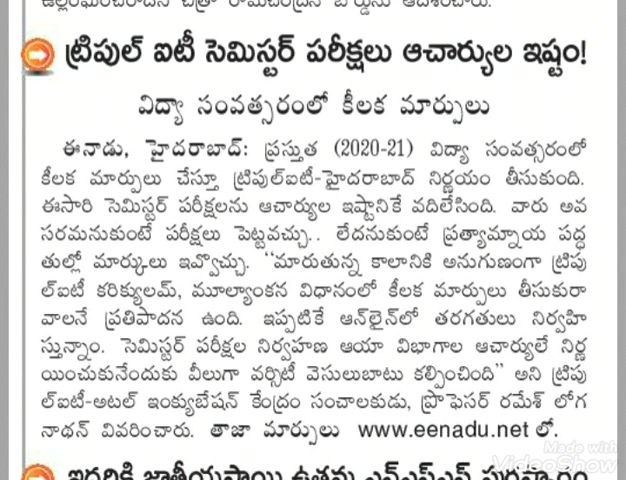 ట్రిపుల్ ఐటీ సెమిస్టర్ పరీక్షలు ఆచార్యుల ఇష్టం!
విద్యా సంవత్సరంలో కీలక మార్పులు
ఈనాడు, హైదరాబాద్: ప్రస్తుత (2020-21) విద్యా సంవత్సరంలో
కీలక మార్పులు చేస్తూ ట్రిపుల్ఐటీ-హైదరాబాద్ నిర్ణయం తీసుకుంది.
ఈసారి సెమిస్టర్ పరీక్షలను ఆచార్యుల ఇష్టానికే వదిలేసింది. వారు అవ
సరమనుకుంటే పరీక్షలు పెట్టవచ్చు.. లేదనుకుంటే ప్రత్యామ్నాయ పద్ధ
తుల్లో మార్కులు ఇవ్వొచ్చు. ‘‘మారుతున్న కాలానికి అనుగుణంగా ట్రిపు
ల్ఐటీ కరిక్యులమ్, మూల్యాంకన విధానంలో కీలక మార్పులు తీసుకురా
వాలనే ప్రతిపాదన ఉంది. ఇప్పటికే ఆన్‌లైన్‌లో తరగతులు నిర్వహి
స్తున్నాం. సెమిస్టర్ పరీక్షల నిర్వహణ ఆయా విభాగాల ఆచార్యులే నిర్ణ
యించుకునేందుకు వీలుగా వర్సిటీ వెసులుబాటు కల్పించింది’’ అని ట్రిపు
ల్ఐటీ-అటల్ ఇంక్యుబేషన్ కేంద్రం సంచాలకుడు, ప్రొఫెసర్ రమేశ్ లోగ
నాథన్ వివరించారు. తాజా మార్పులు www.eenadu.net లో.
Made with
VideoShow